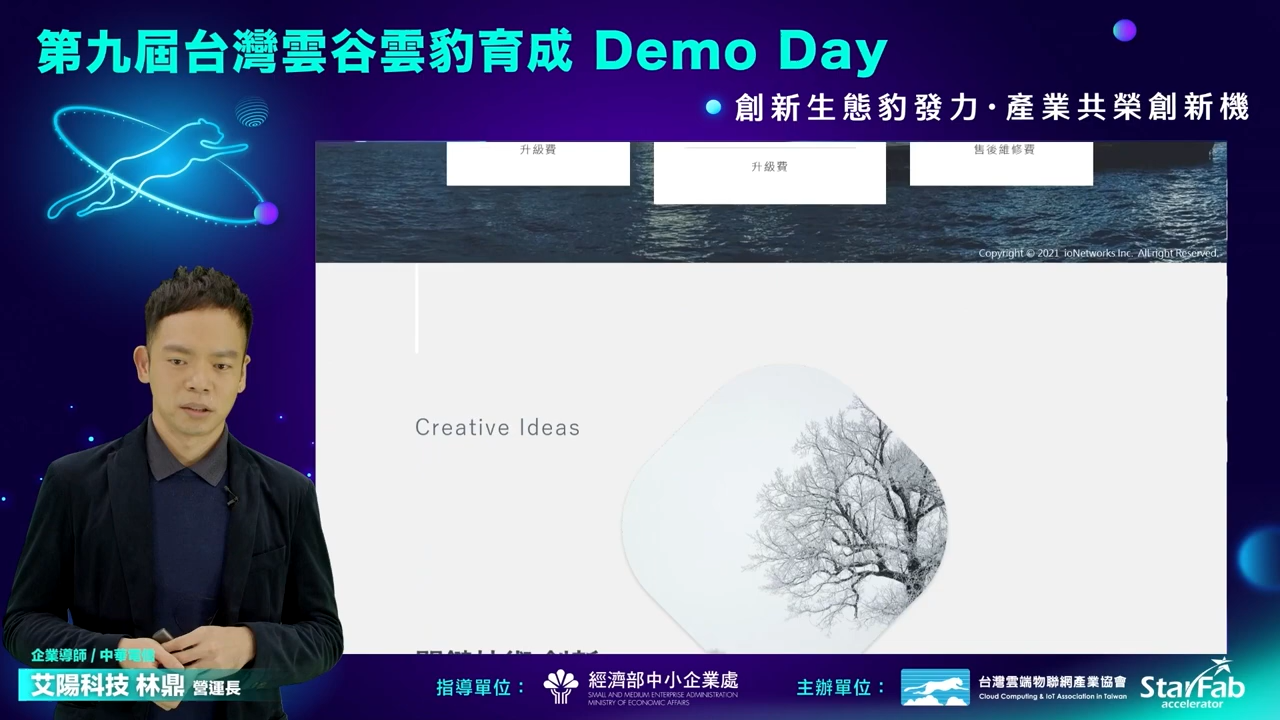 第九屆台灣雲谷雲豹育成 Demo Day
創新生態豹發力·產業共榮創新機
升級費
升級費
售後維修費
Copyright © 2021 ioNetworks Inc. All right Reserved.
Creative Ideas
企業導師 / 中華電信
艾陽科技 林鼎 營運長
指導單位：
經濟部中小企業處
SMALL AND MEDIUM ENTERPRISE ADMINISTRATION
MINISTRY OF ECONOMIC AFFAIRS
主辦單位：
台灣雲端物聯網產業協會
Cloud Computing & IoT Association in Taiwan
StarFab
accelerator